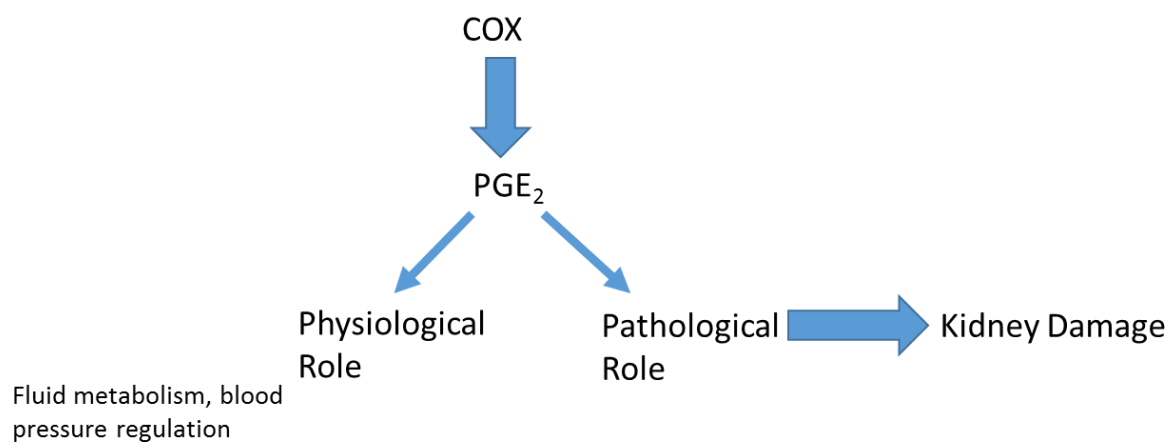 COX
PGE₂
Physiological
Role
Pathological
Role
Kidney Damage
Fluid metabolism, blood
pressure regulation